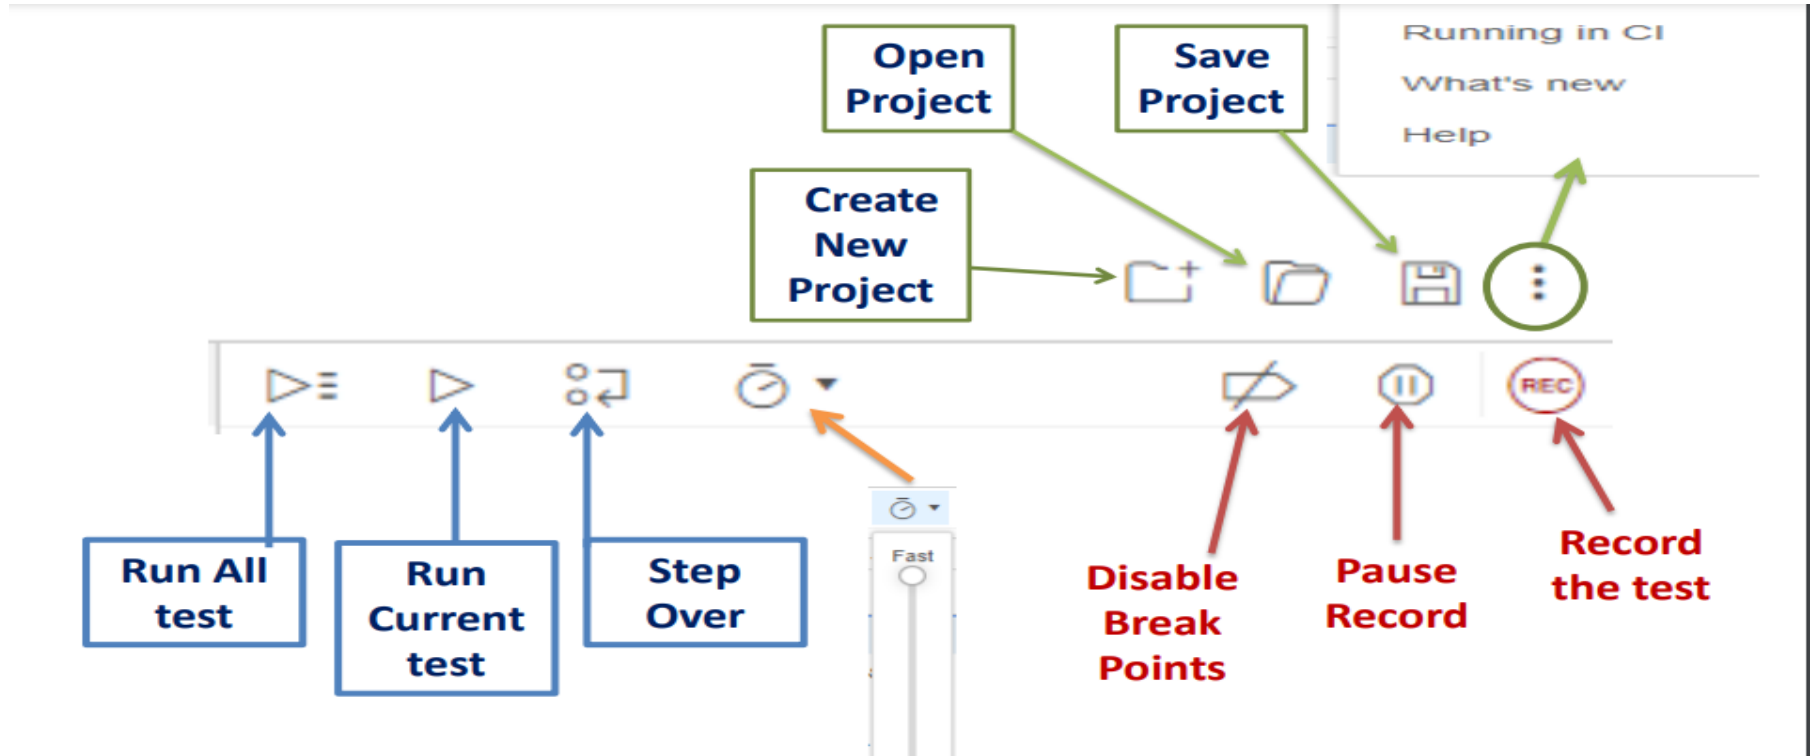 Open
Project
Save
Project
Running in CI
What's new
Help
Create
New
Project
REC
Run All
test
Run
Current
test
Step
Over
Fast
Disable
Break
Points
Pause
Record
Record
the test